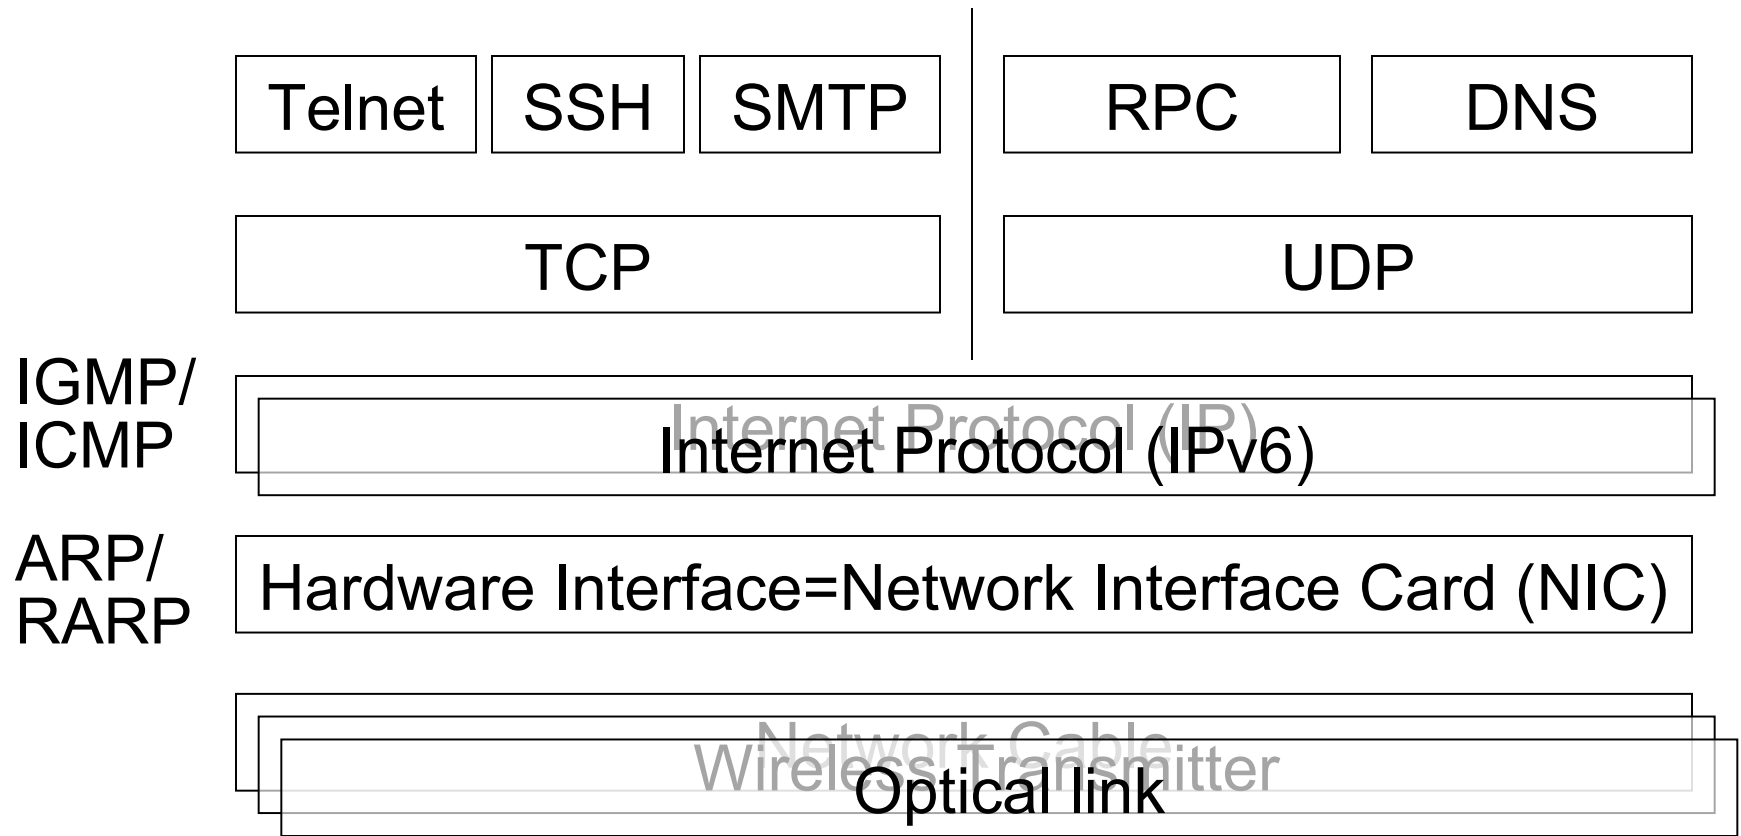 Telnet SSH SMTP RPC DNS
TCP UDP
IGMP/
ICMP
Internet Protocol (IP)
Internet Protocol (IPv6)
ARP/
RARP
Hardware Interface=Network Interface Card (NIC)
Network Cable
Wireless Transmitter
Optical link